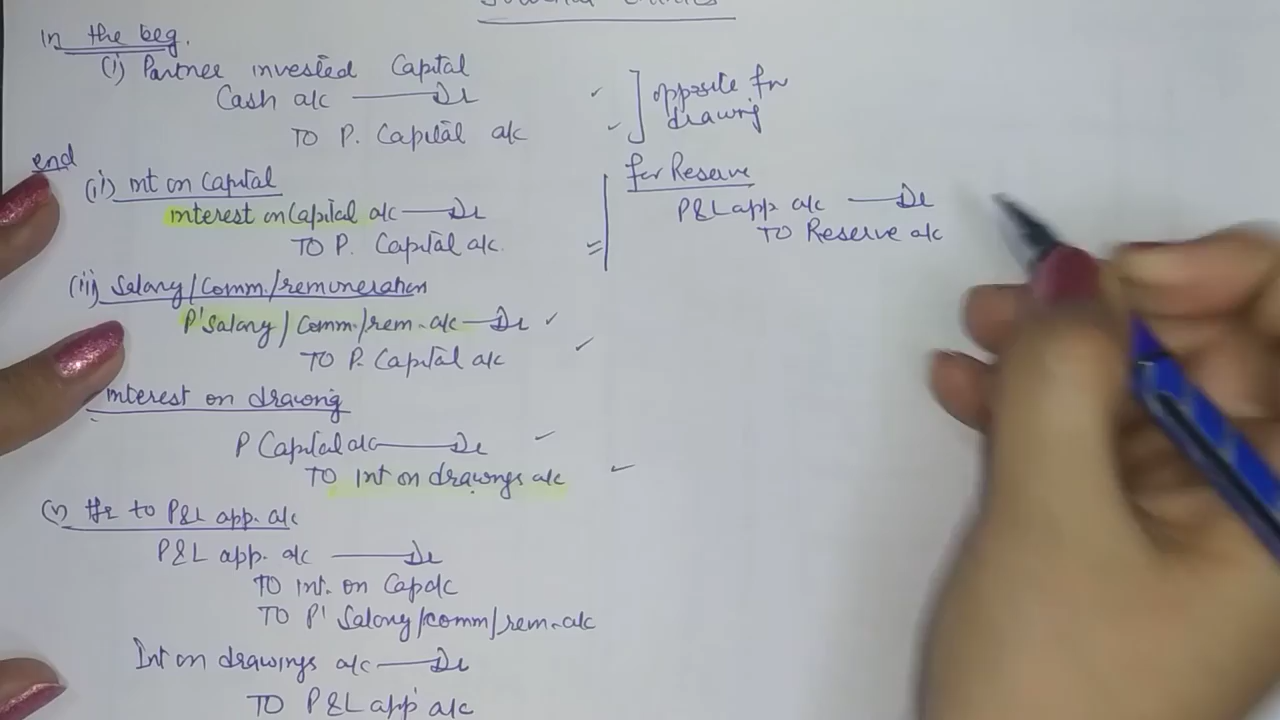 In the beg.
(i) Partner invested Capital
Cash a/c —— Dr
TO P. Capital a/c
end
(ii) Int on Capital
interest on Capital a/c — Dr
TO P. Capital a/c.
(iii) Salary/Comm./remuneration
P' Salary/Comm./rem. a/c — Dr
TO P. Capital a/c
interest on drawing
P Capital a/c —— Dr
TO Int on drawings a/c
(v) tfr to P&L app. a/c
P&L app. a/c —— Dr
TO Int. on Cap a/c
TO P' Salary/comm/rem. a/c
Int on drawings a/c — Dr
TO P&L app a/c
opposite for
drawing
for Reserve
P&L app a/c — Dr
TO Reserve a/c